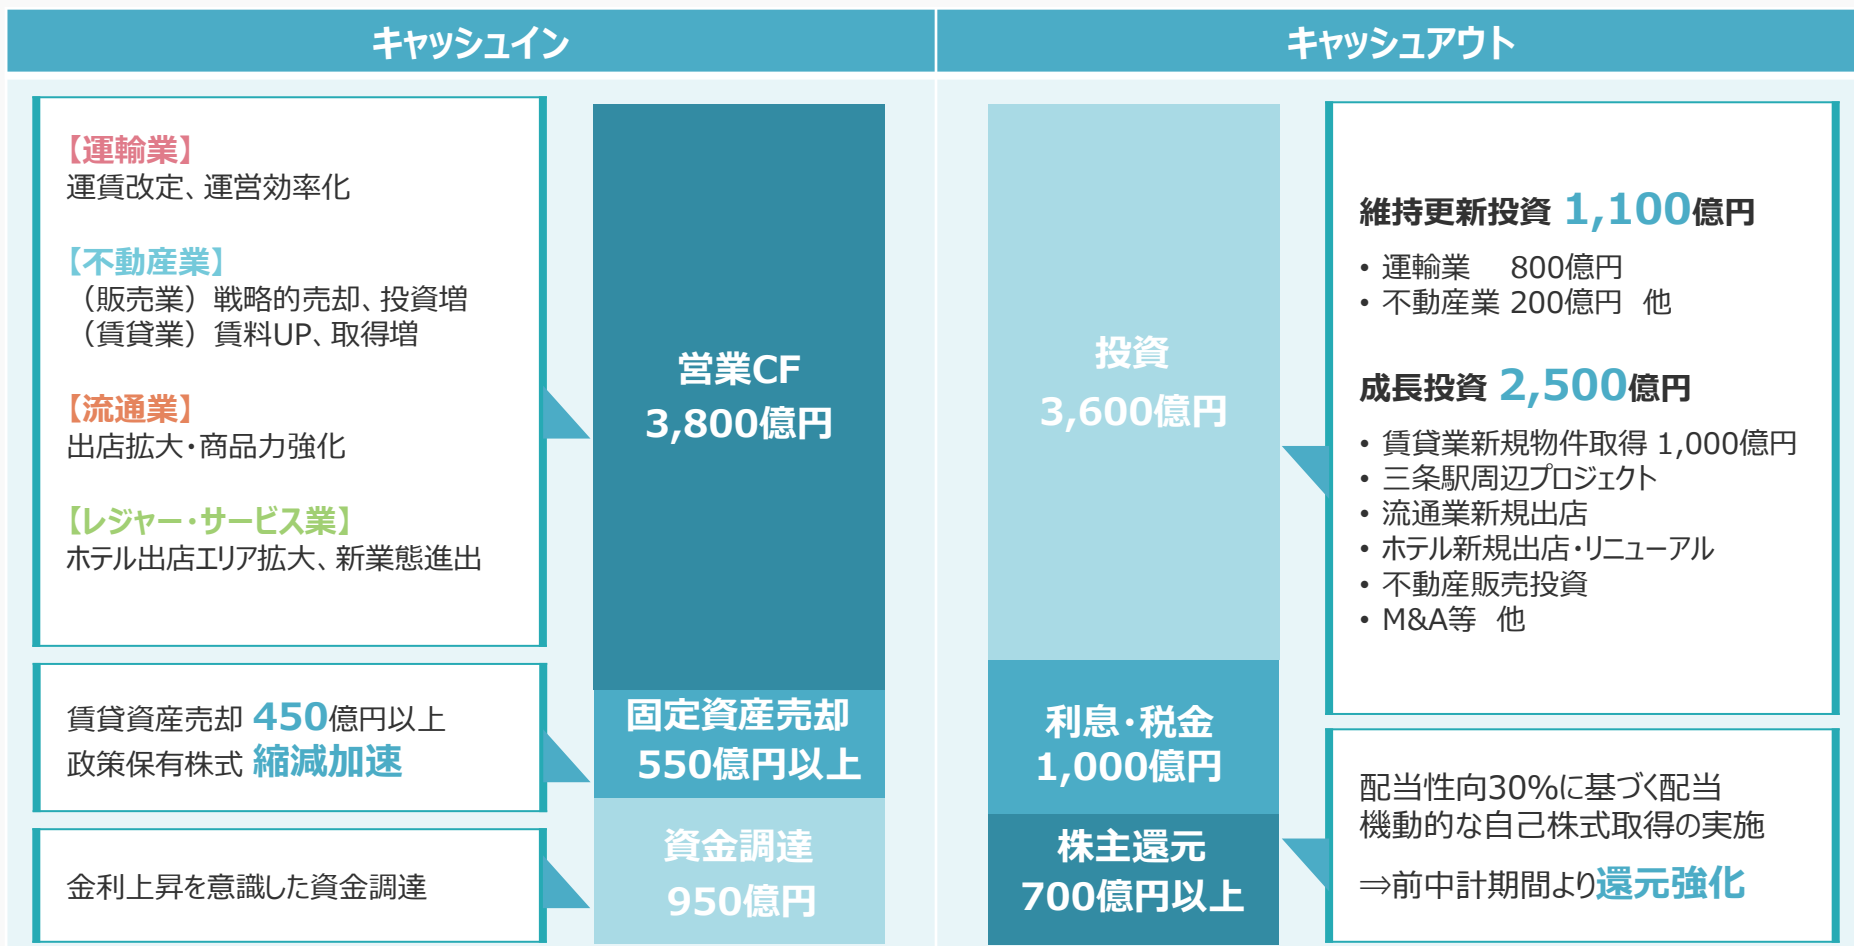 キャッシュイン
キャッシュアウト
【運輸業】
運賃改定、運営効率化
【不動産業】
（販売業）戦略的売却、投資増
（賃貸業）賃料UP、取得増
【流通業】
出店拡大・商品力強化
【レジャー・サービス業】
ホテル出店エリア拡大、新業態進出
賃貸資産売却 450億円以上
政策保有株式 縮減加速
金利上昇を意識した資金調達
営業CF
3,800億円
固定資産売却
550億円以上
資金調達
950億円
投資
3,600億円
利息・税金
1,000億円
株主還元
700億円以上
維持更新投資 1,100億円
• 運輸業 800億円
• 不動産業 200億円 他
成長投資 2,500億円
• 賃貸業新規物件取得 1,000億円
• 三条駅周辺プロジェクト
• 流通業新規出店
• ホテル新規出店・リニューアル
• 不動産販売投資
• M&A等 他
配当性向30%に基づく配当
機動的な自己株式取得の実施
⇒前中計期間より還元強化